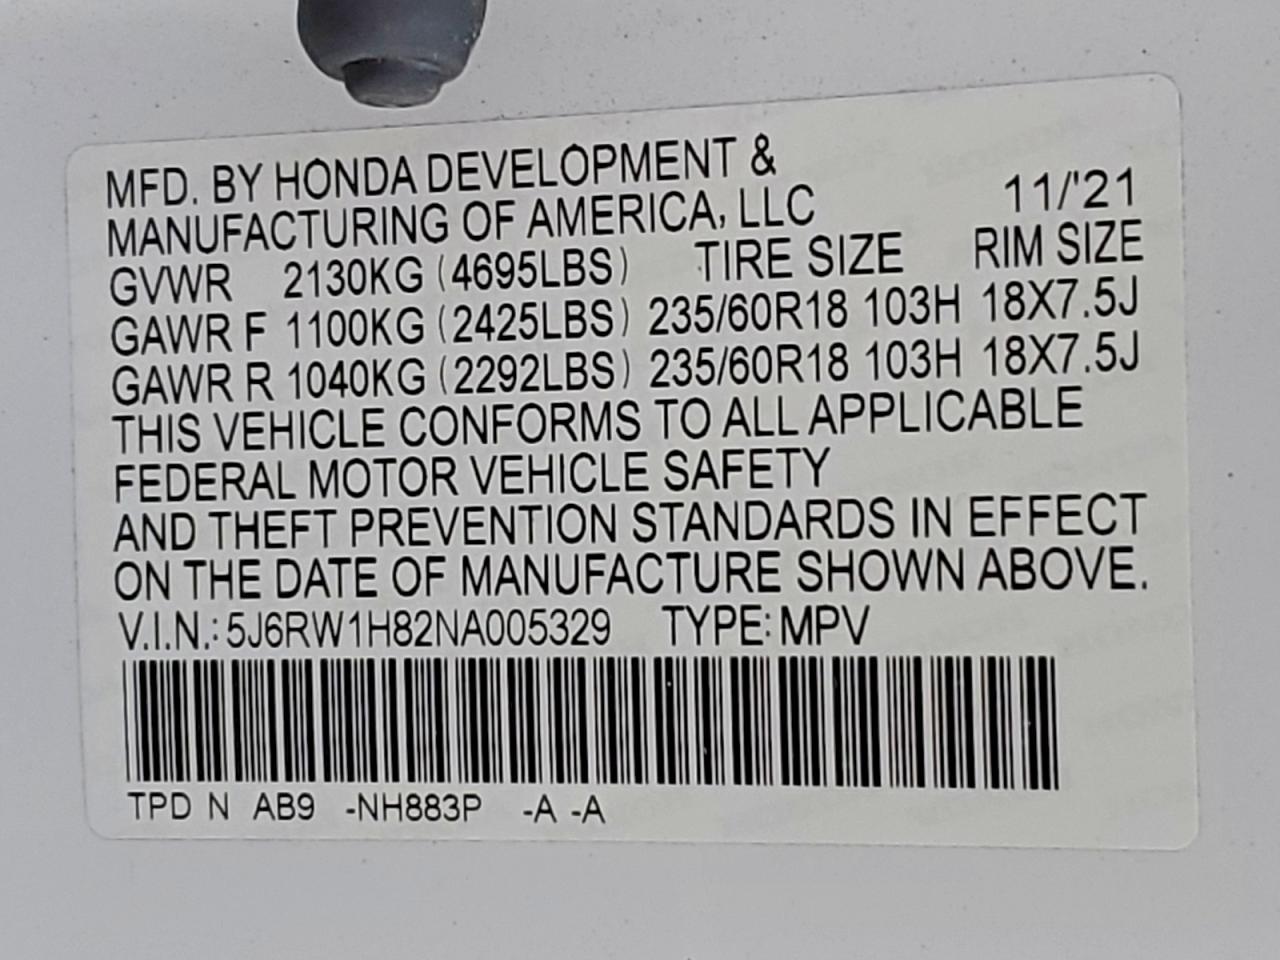 MFD. BY HONDA DEVELOPMENT &
MANUFACTURING OF AMERICA, LLC 11/'21
GVWR 2130KG (4695LBS) TIRE SIZE RIM SIZE
GAWR F 1100KG (2425LBS) 235/60R18 103H 18X7.5J
GAWR R 1040KG (2292LBS) 235/60R18 103H 18X7.5J
THIS VEHICLE CONFORMS TO ALL APPLICABLE
FEDERAL MOTOR VEHICLE SAFETY
AND THEFT PREVENTION STANDARDS IN EFFECT
ON THE DATE OF MANUFACTURE SHOWN ABOVE.
V.I.N.: 5J6RW1H82NA005329 TYPE: MPV
TPD N AB9 -NH883P -A -A